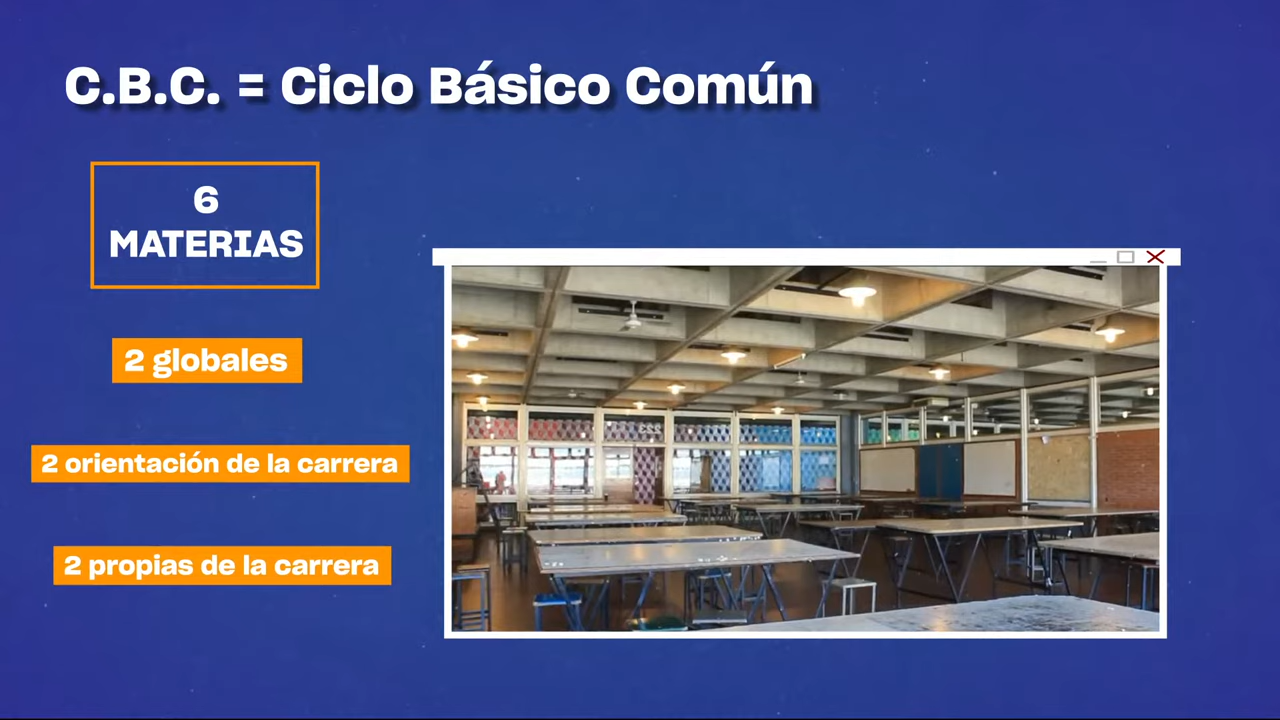 C.B.C. = Ciclo Básico Común
6
MATERIAS
2 globales
2 orientación de la carrera
2 propias de la carrera